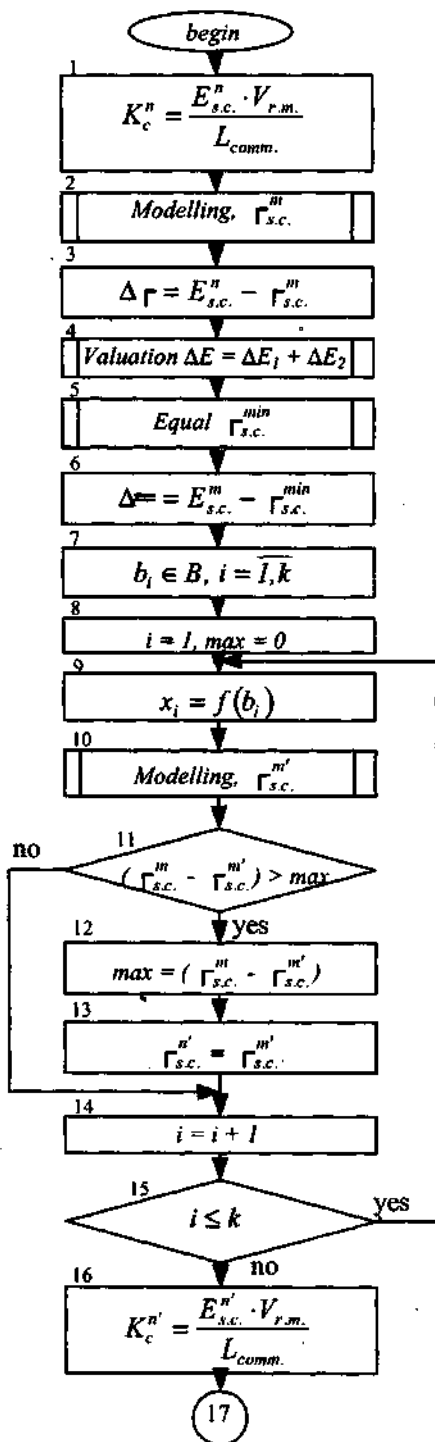 begin
1
K_c^n = E_{s.c.}^n · V_{r.m.} / L_{comm.}
2
Modelling, Γ_{s.c.}^m
3
Δ Γ = E_{s.c.}^n - Γ_{s.c.}^m
4
Valuation ΔE = ΔE_1 + ΔE_2
5
Equal Γ_{s.c.}^{min}
6
Δ = = E_{s.c.}^m - Γ_{s.c.}^{min}
7
b_i ∈ B, i = \overline{1,k}
8
i = 1, max = 0
9
x_i = f(b_i)
10
Modelling, Γ_{s.c.}^{m'}
11
no
(Γ_{s.c.}^m - Γ_{s.c.}^{m'}) > max
yes
12
max = (Γ_{s.c.}^m - Γ_{s.c.}^{m'})
13
Γ_{s.c.}^{n'} = Γ_{s.c.}^{m'}
14
i = i + 1
15
yes
i ≤ k
no
16
K_c^{n'} = E_{s.c.}^{n'} · V_{r.m.} / L_{comm.}
17